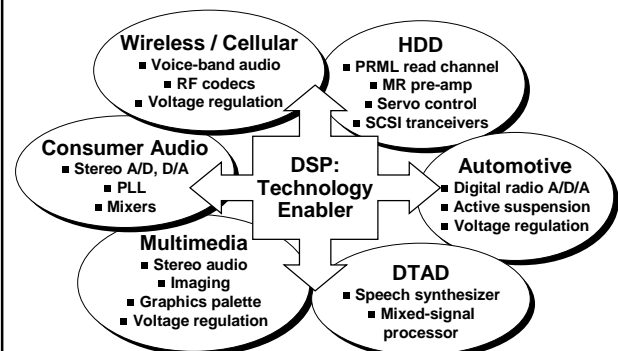 Wireless / Cellular
▪ Voice-band audio
▪ RF codecs
▪ Voltage regulation
HDD
▪ PRML read channel
▪ MR pre-amp
▪ Servo control
▪ SCSI tranceivers
Consumer Audio
▪ Stereo A/D, D/A
▪ PLL
▪ Mixers
DSP:
Technology
Enabler
Automotive
▪ Digital radio A/D/A
▪ Active suspension
▪ Voltage regulation
Multimedia
▪ Stereo audio
▪ Imaging
▪ Graphics palette
▪ Voltage regulation
DTAD
▪ Speech synthesizer
▪ Mixed-signal
processor